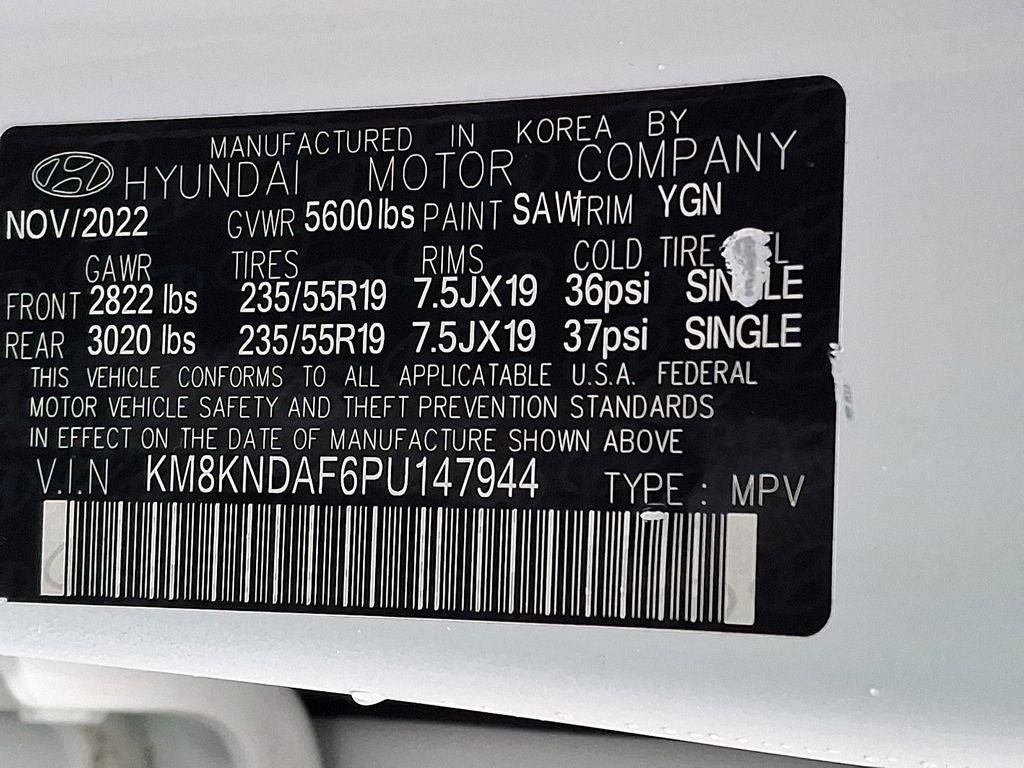 MANUFACTURED IN KOREA BY
HYUNDAI MOTOR COMPANY
NOV/2022 GVWR 5600lbs PAINT SAW TRIM YGN
GAWR TIRES RIMS COLD TIRE
FRONT 2822 lbs 235/55R19 7.5JX19 36psi SINGLE
REAR 3020 lbs 235/55R19 7.5JX19 37psi SINGLE
THIS VEHICLE CONFORMS TO ALL APPLICATABLE U.S.A. FEDERAL
MOTOR VEHICLE SAFETY AND THEFT PREVENTION STANDARDS
IN EFFECT ON THE DATE OF MANUFACTURE SHOWN ABOVE
V.I.N KM8KNDAF6PU147944 TYPE : MPV